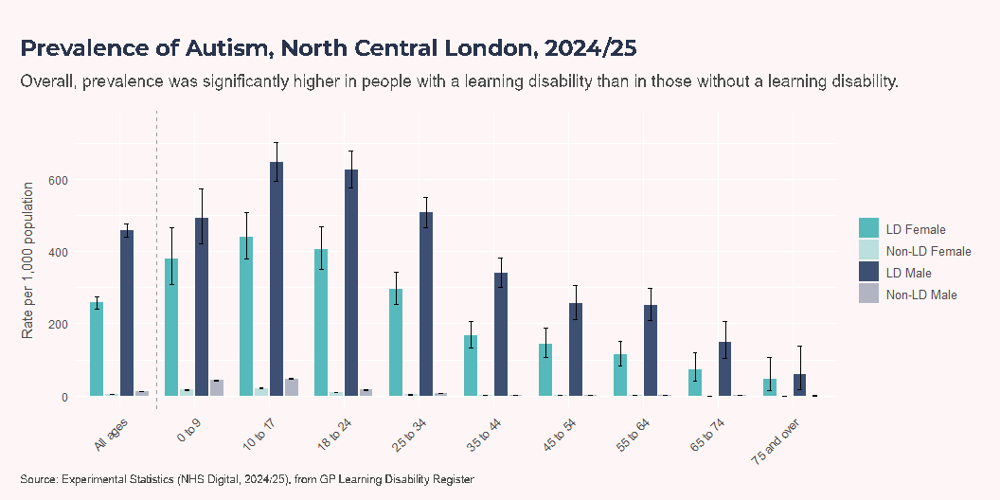 Prevalence of Autism, North Central London, 2024/25
Overall, prevalence was significantly higher in people with a learning disability than in those without a learning disability.
Rate per 1,000 population
600
400
200
0
All ages
0 to 9
10 to 17
18 to 24
25 to 34
35 to 44
45 to 54
55 to 64
65 to 74
75 and over
LD Female
Non-LD Female
LD Male
Non-LD Male
Source: Experimental Statistics (NHS Digital, 2024/25), from GP Learning Disability Register